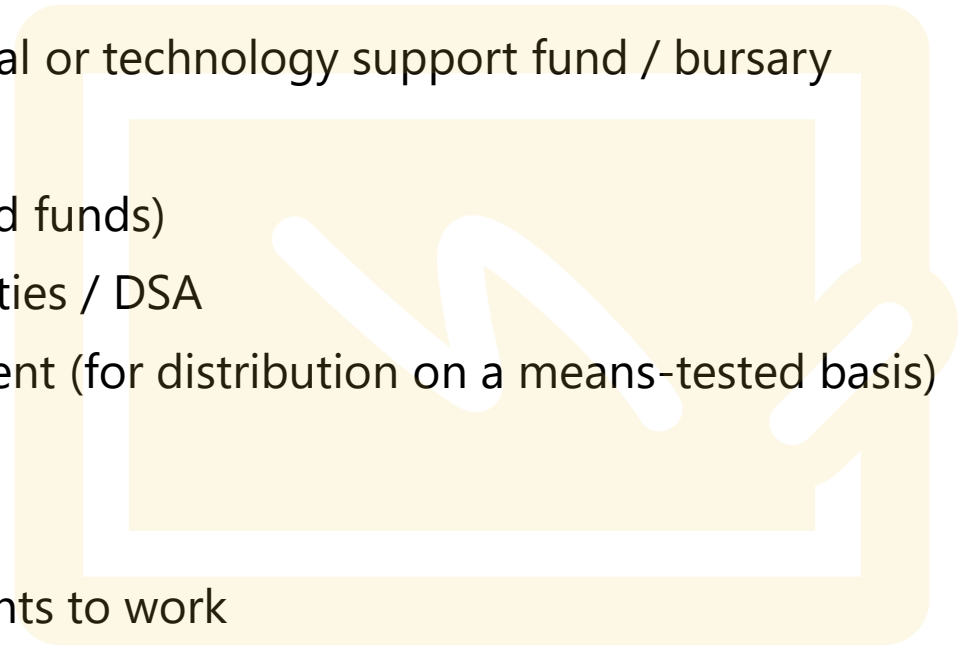 al or technology support fund / bursary
d funds)
ties / DSA
ent (for distribution on a means-tested basis)
nts to work